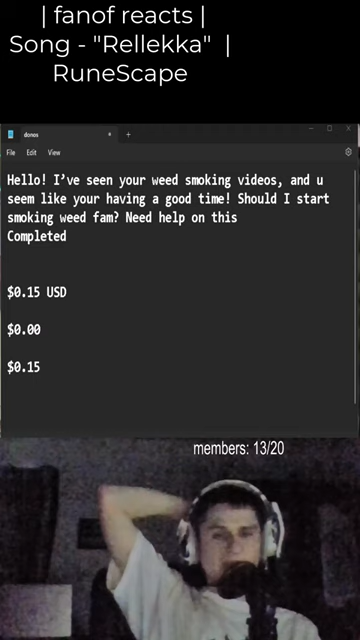 | fanof reacts |
Song - "Rellekka" |
RuneScape
donos
File Edit View
Hello! I've seen your weed smoking videos, and u
seem like your having a good time! Should I start
smoking weed fam? Need help on this
Completed
$0.15 USD
$0.00
$0.15
members: 13/20